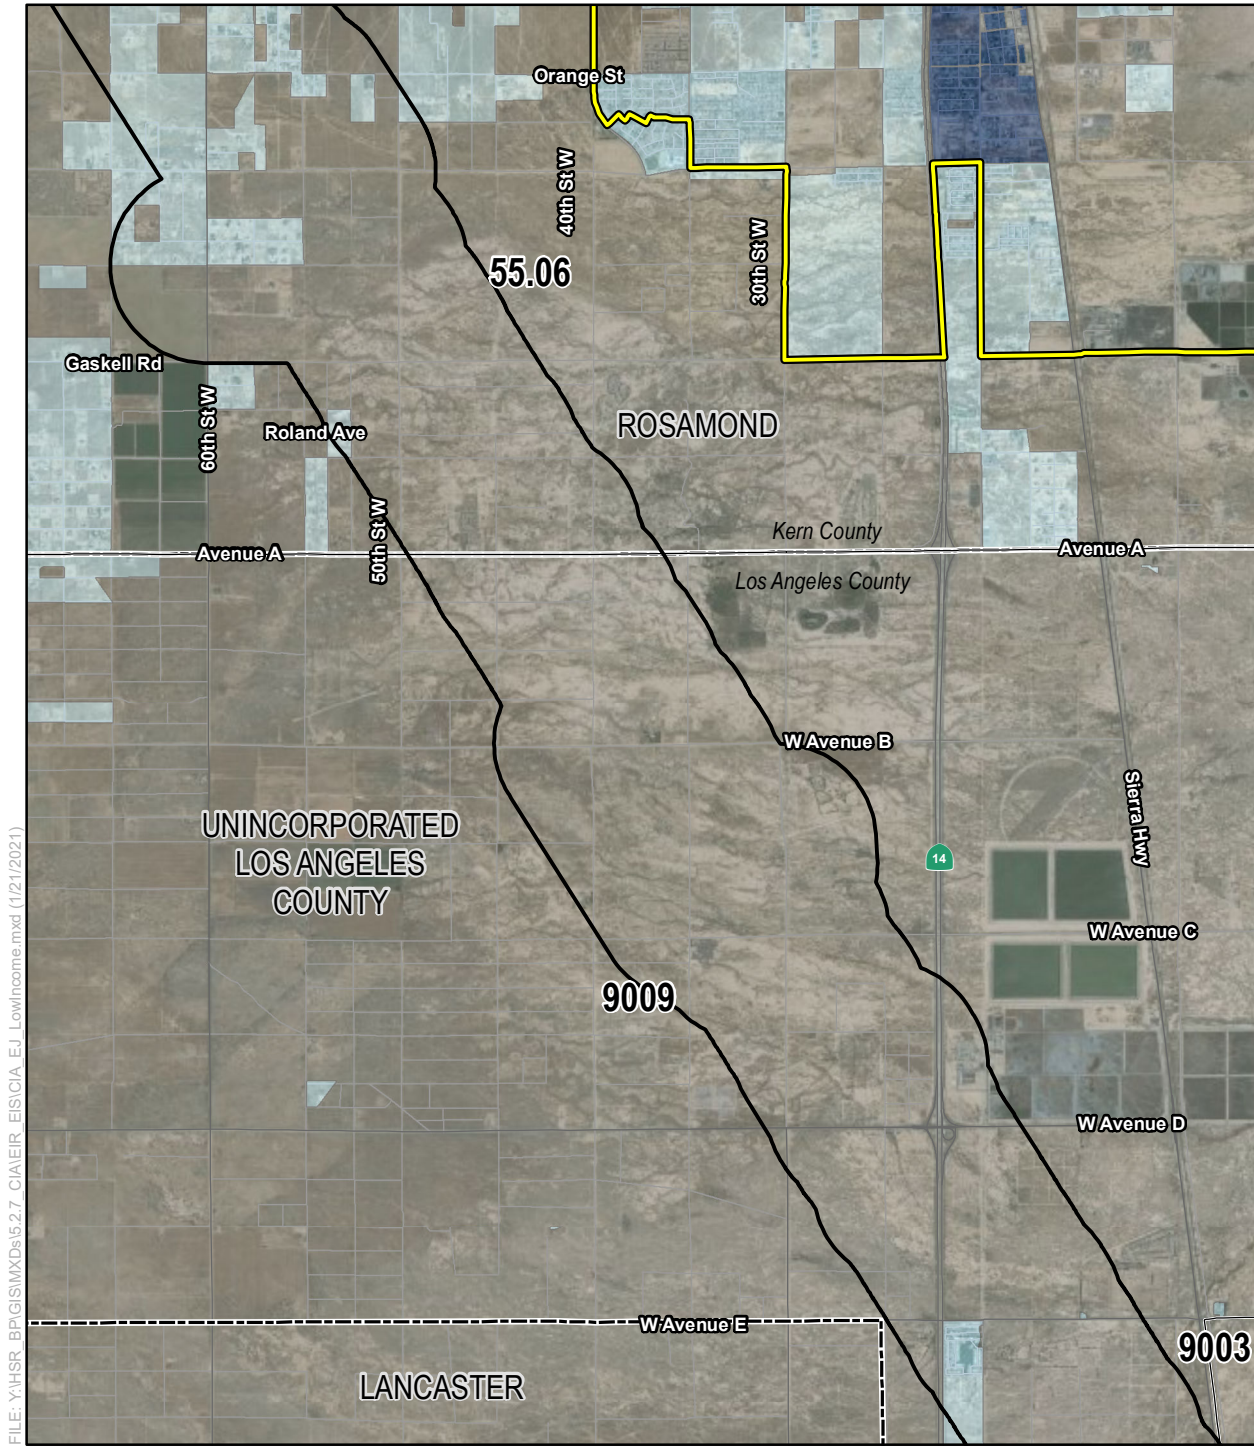 Orange St
40th St W
55.06
30th St W
Gaskell Rd
60th St W
Roland Ave
ROSAMOND
50th St W
Kern County
Avenue A
Avenue A
Los Angeles County
W Avenue B
Sierra Hwy
UNINCORPORATED
LOS ANGELES
COUNTY
14
W Avenue C
9009
W Avenue D
W Avenue E
9003
LANCASTER
FILE: Y:\HSR_BP\GIS\MXDs\5.2.7_CIA\EIR_EIS\CIA_EJ_LowIncome.mxd (1/21/2021)